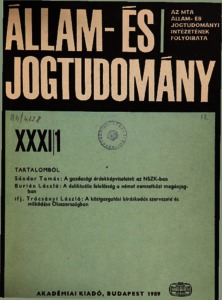 ÁLLAM- ÉS
JOGTUDOMÁNY
AZ MTA
ÁLLAM- ÉS
JOGTUDOMÁNYI
INTÉZETÉNEK
FOLYÓIRATA
XXXI/1
TARTALOMBÓL
Sándor Tamás: A gazdasági érdekképviseletek az NSZK-ban
Burián László: A deliktuális felelősség a német nemzetközi magánjog-
ban
ifj. Trócsányi László: A közigazgatási bíráskodás szervezete és
működése Olaszországban
AKADÉMIAI KIADÓ, BUDAPEST 1989